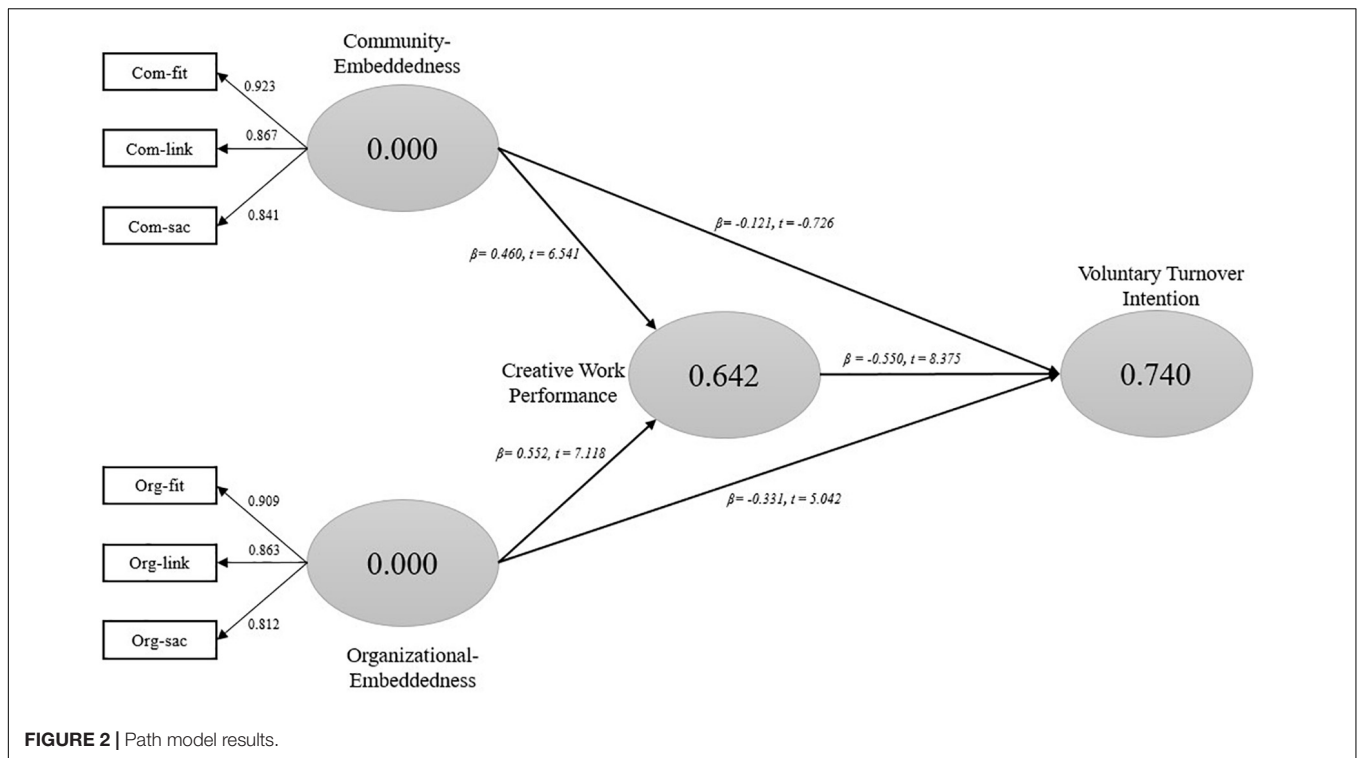 Community-
Embeddedness
Com-fit
0.923
0.000
Com-link
0.867
Com-sac
0.841
β= -0.121, t = -0.726
β= 0.460, t = 6.541
Voluntary Turnover
Intention
Creative Work
Performance
0.642
β = -0.550, t = 8.375
0.740
β= 0.552, t = 7.118
β= -0.331, t = 5.042
Org-fit
0.909
Org-link
0.863
0.000
Org-sac
0.812
Organizational-
Embeddedness
FIGURE 2 | Path model results.